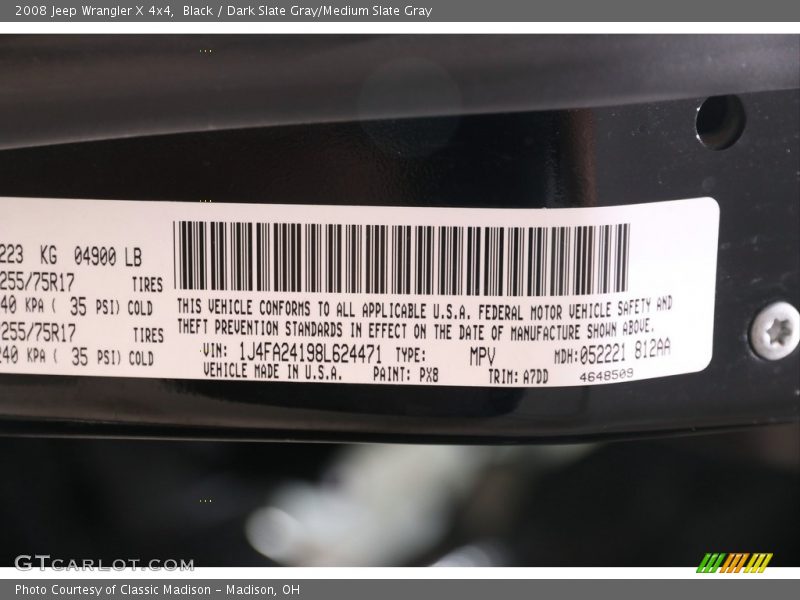 2008 Jeep Wrangler X 4x4,  Black / Dark Slate Gray/Medium Slate Gray
223 KG 04900 LB
255/75R17 TIRES
40 KPA ( 35 PSI) COLD
255/75R17 TIRES
240 KPA ( 35 PSI) COLD
THIS VEHICLE CONFORMS TO ALL APPLICABLE U.S.A. FEDERAL MOTOR VEHICLE SAFETY AND
THEFT PREVENTION STANDARDS IN EFFECT ON THE DATE OF MANUFACTURE SHOWN ABOVE.
VIN: 1J4FA24198L624471 TYPE: MPV MDH:052221 812AA
VEHICLE MADE IN U.S.A. PAINT: PX8 TRIM: A7DD 4648509
GTCARLOT.COM
Photo Courtesy of Classic Madison – Madison, OH